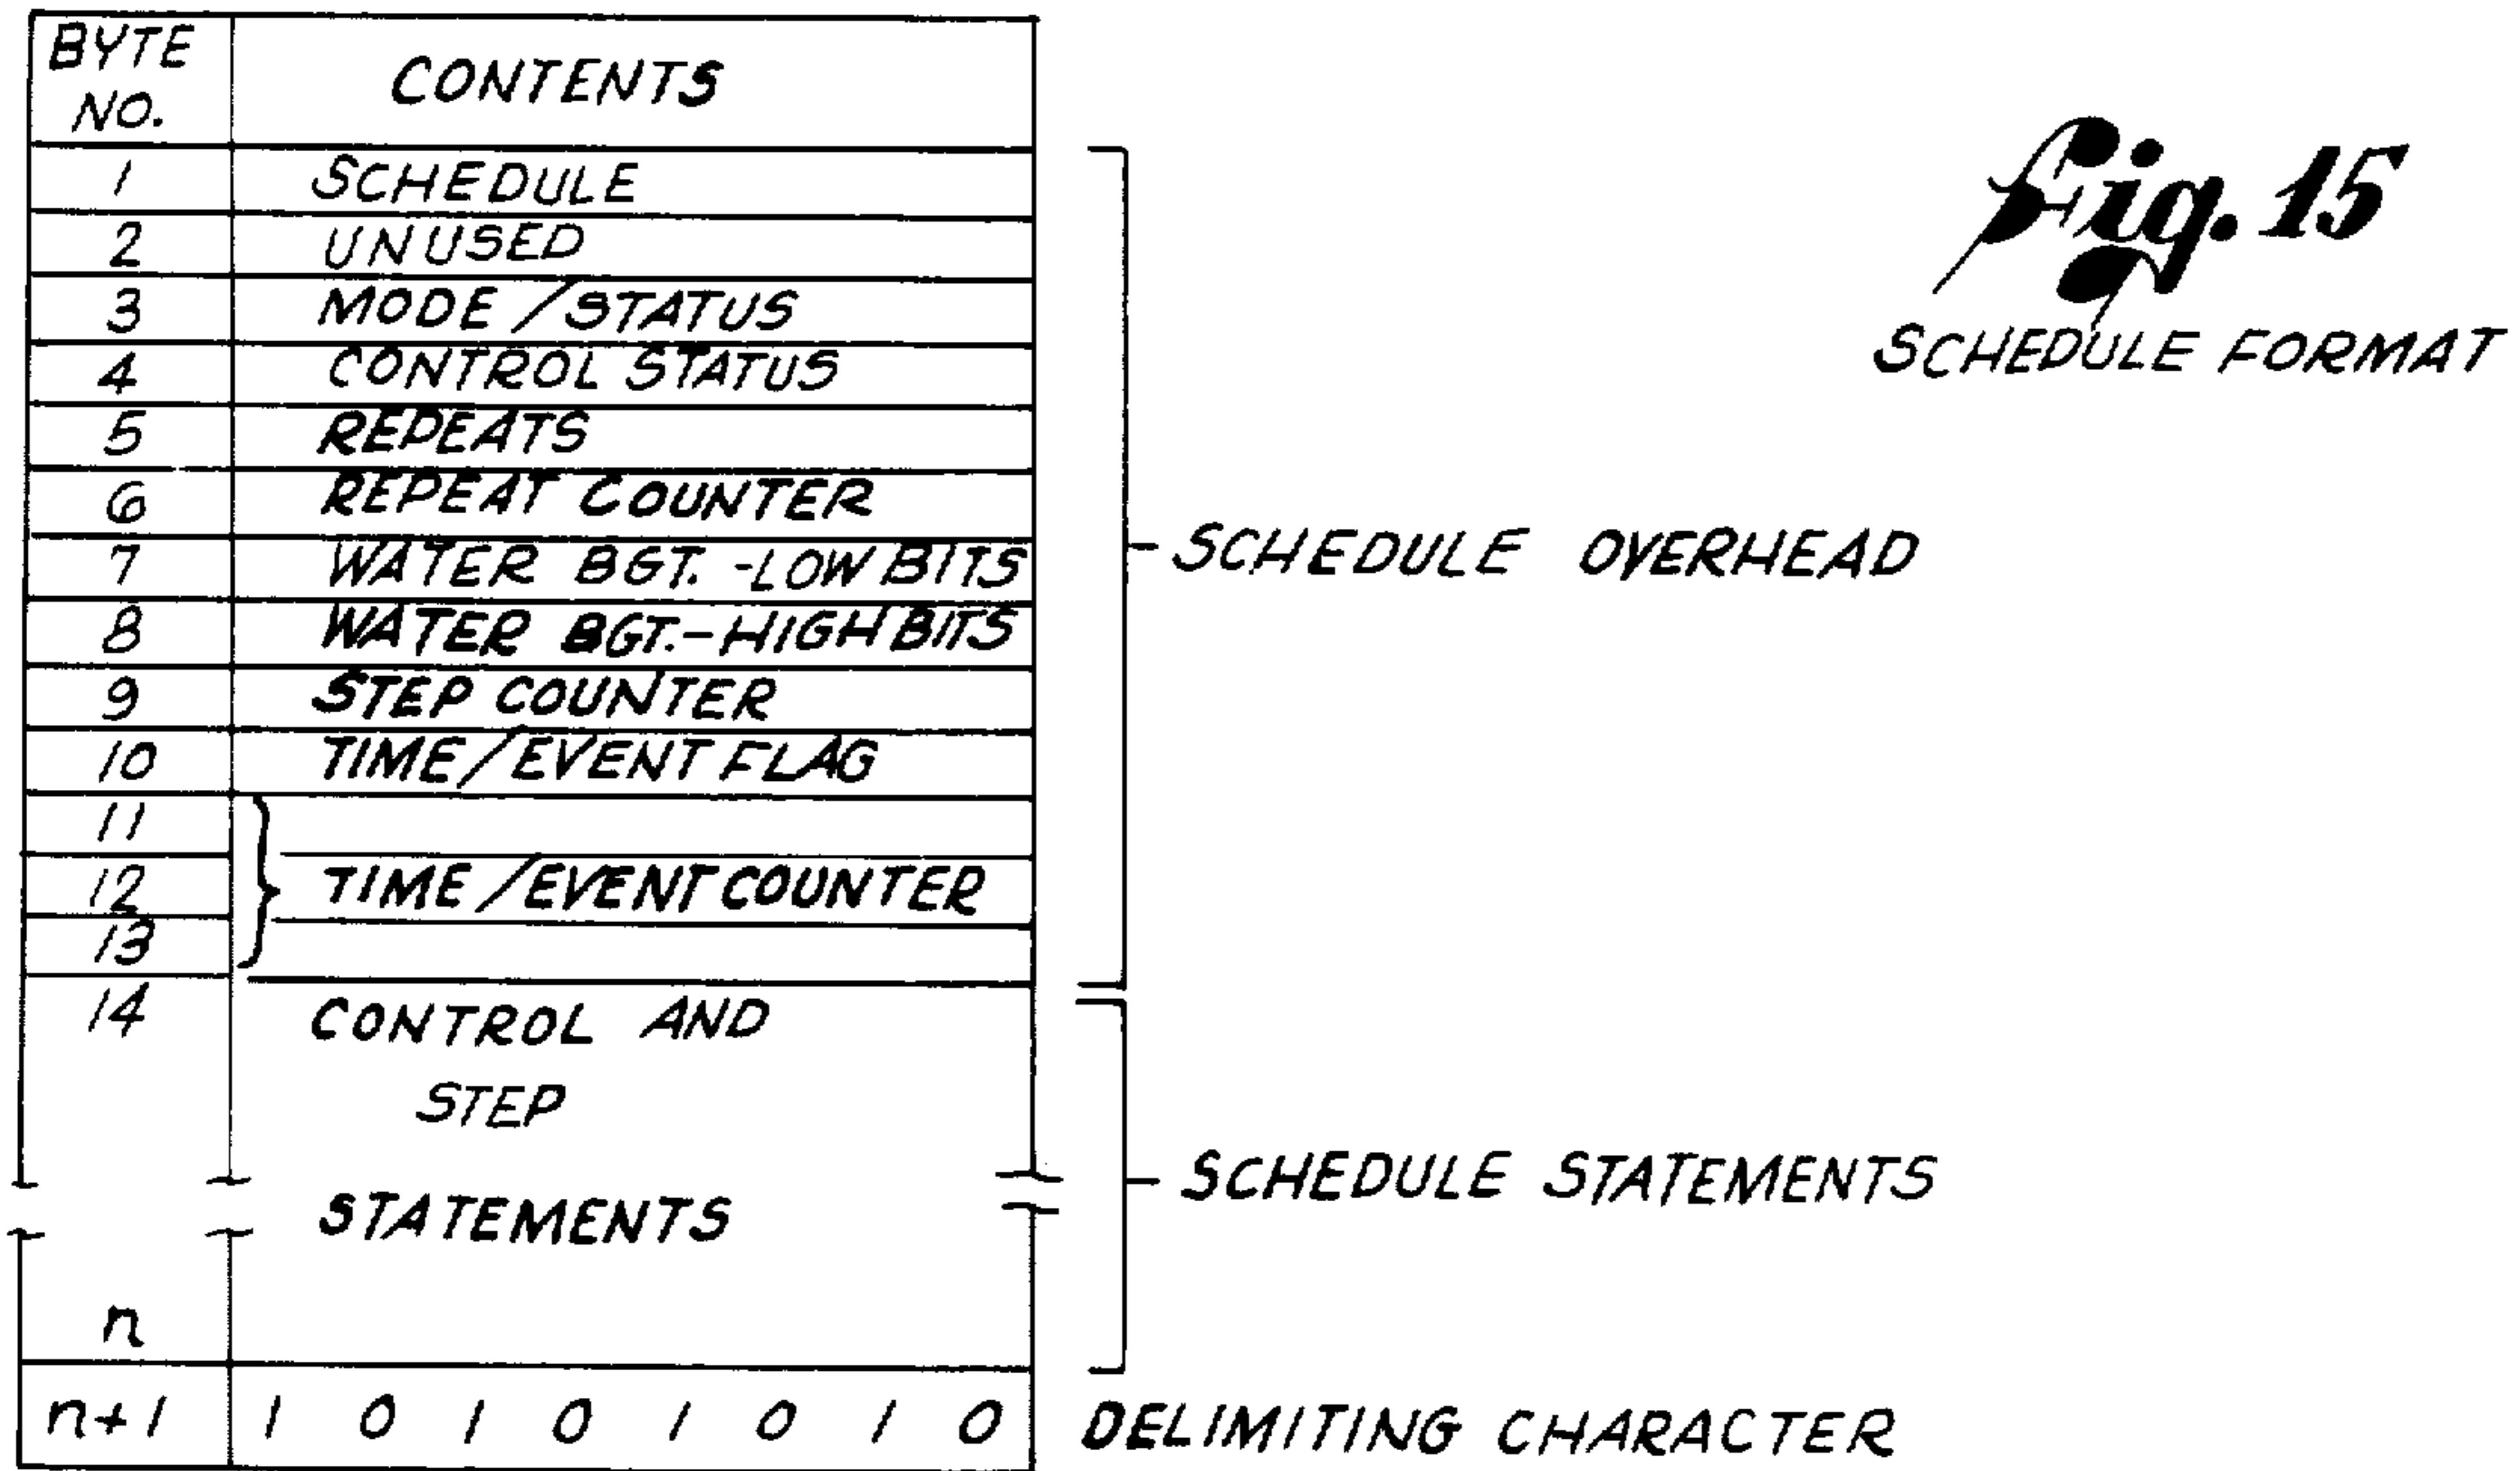 BYTE NO. CONTENTS
1 SCHEDULE
2 UNUSED
3 MODE/STATUS
4 CONTROL STATUS
5 REPEATS
6 REPEAT COUNTER
7 WATER BGT. -LOW BITS
8 WATER BGT.-HIGH BITS
9 STEP COUNTER
10 TIME/EVENT FLAG
11
12 TIME/EVENT COUNTER
13
14 CONTROL AND
STEP
STATEMENTS
n
n+1 1 0 1 0 1 0 1 0
SCHEDULE OVERHEAD
SCHEDULE STATEMENTS
DELIMITING CHARACTER
Fig. 15
SCHEDULE FORMAT